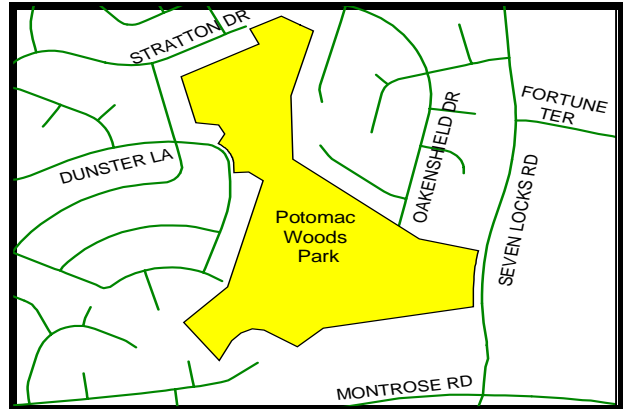 STRATTON DR
FORTUNE
TER
DUNSTER LA
OAKENSHIELD DR
SEVEN LOCKS RD
Potomac
Woods
Park
MONTROSE RD